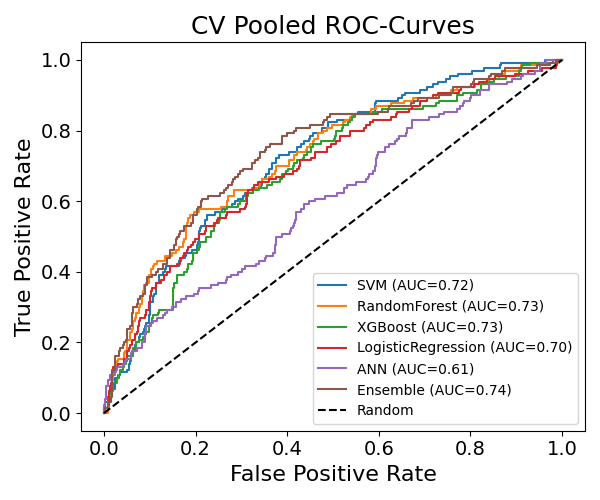 CV Pooled ROC-Curves
True Positive Rate
1.0
0.8
0.6
0.4
0.2
0.0
SVM (AUC=0.72)
RandomForest (AUC=0.73)
XGBoost (AUC=0.73)
LogisticRegression (AUC=0.70)
ANN (AUC=0.61)
Ensemble (AUC=0.74)
Random
0.0 0.2 0.4 0.6 0.8 1.0
False Positive Rate